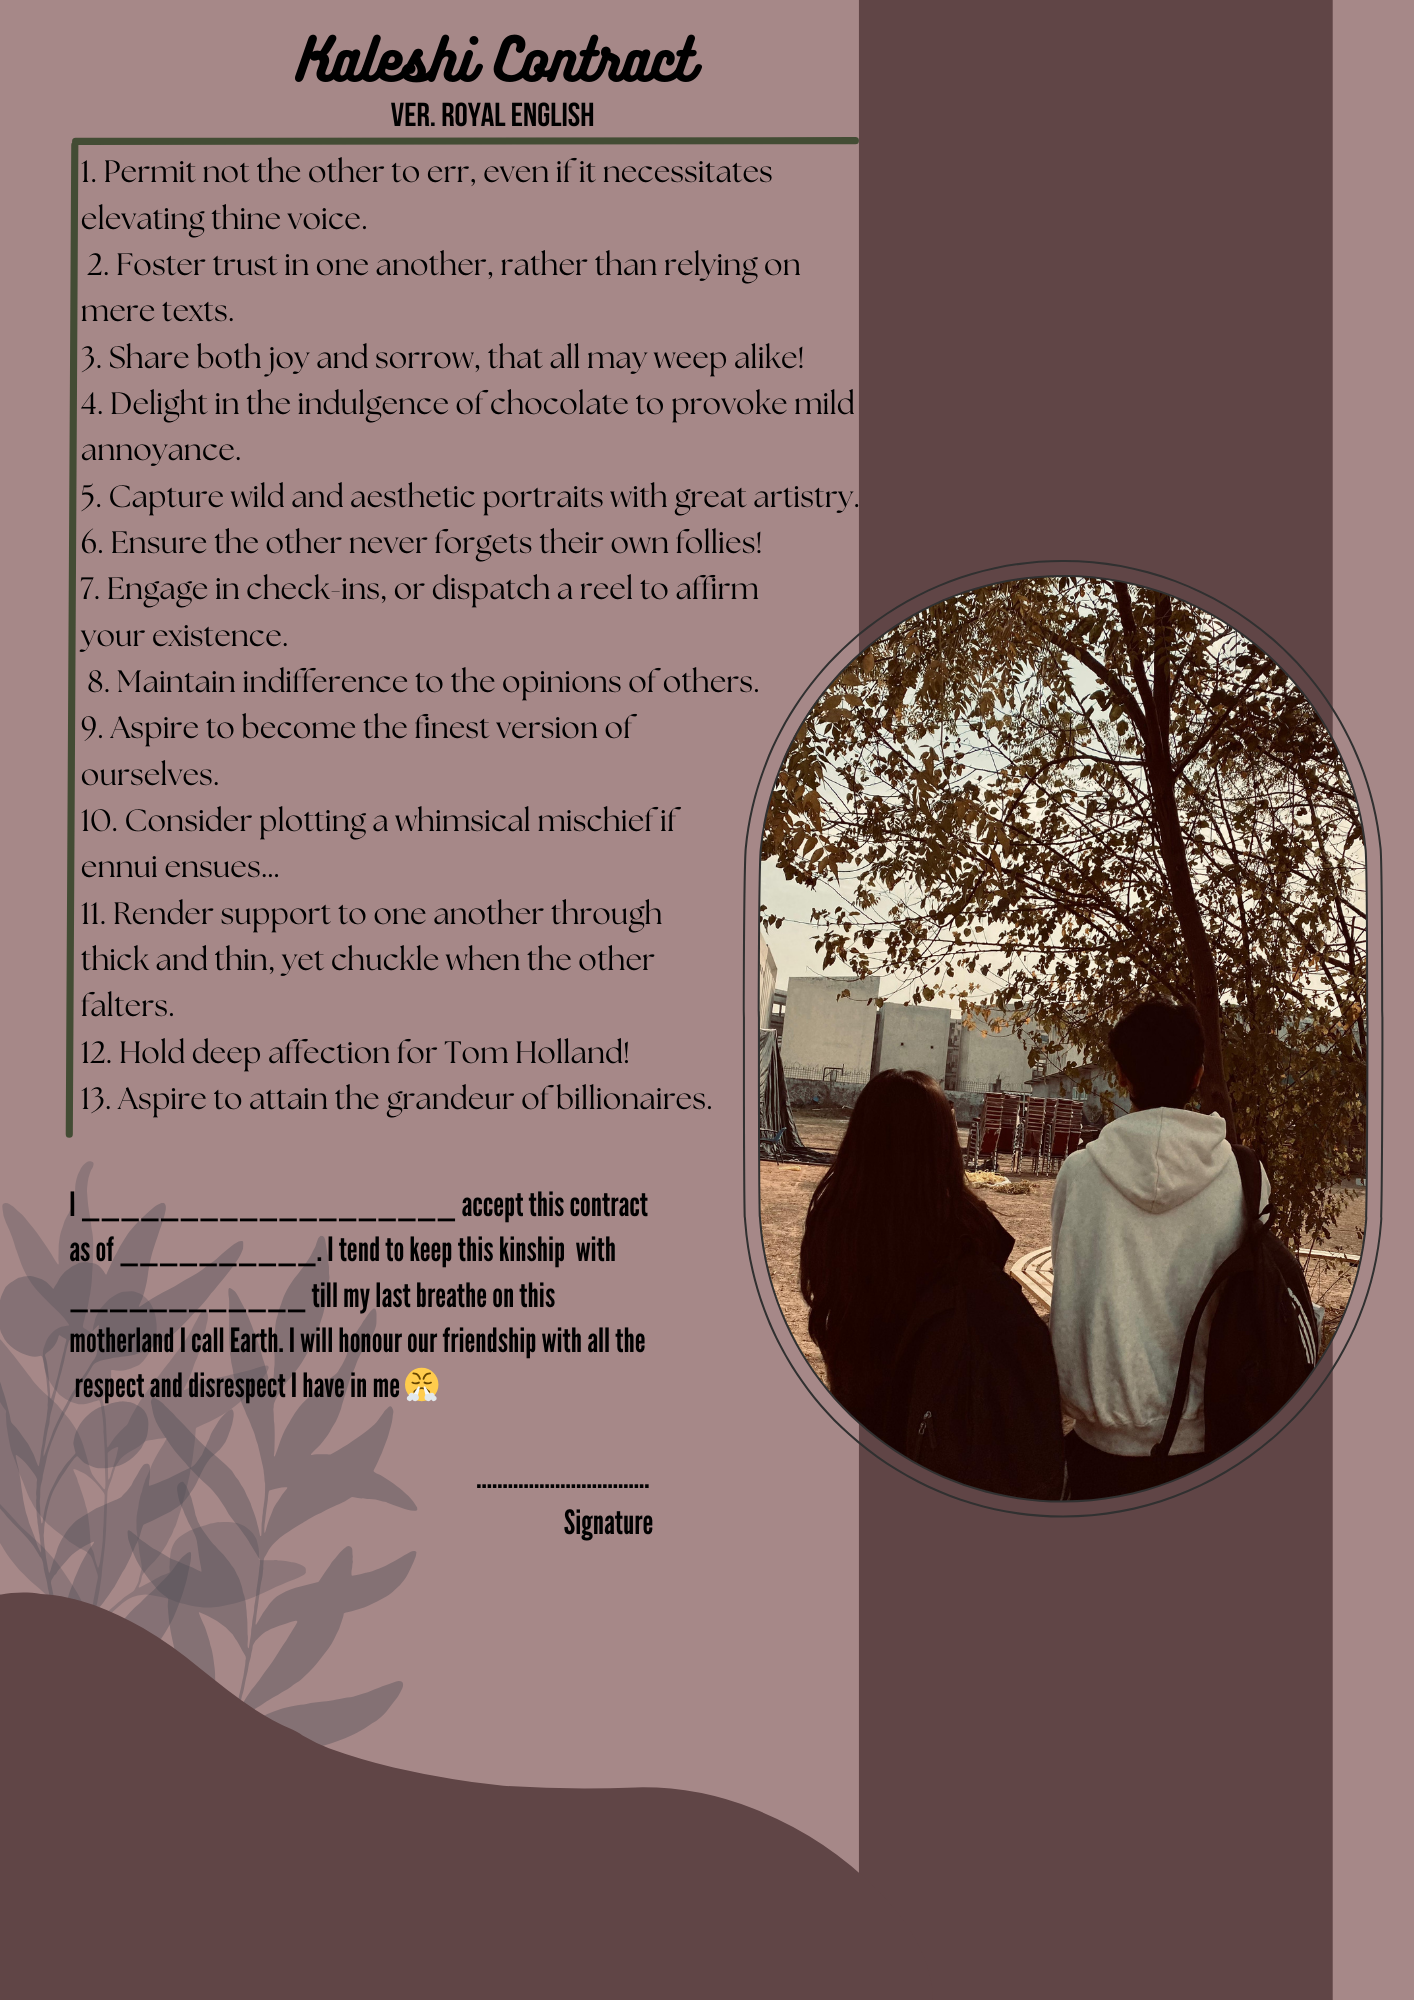 Kaleshi Contract
VER. ROYAL ENGLISH
1. Permit not the other to err, even if it necessitates
elevating thine voice.
2. Foster trust in one another, rather than relying on
mere texts.
3. Share both joy and sorrow, that all may weep alike!
4. Delight in the indulgence of chocolate to provoke mild
annoyance.
5. Capture wild and aesthetic portraits with great artistry.
6. Ensure the other never forgets their own follies!
7. Engage in check-ins, or dispatch a reel to affirm
your existence.
8. Maintain indifference to the opinions of others.
9. Aspire to become the finest version of
ourselves.
10. Consider plotting a whimsical mischief if
ennui ensues...
11. Render support to one another through
thick and thin, yet chuckle when the other
falters.
12. Hold deep affection for Tom Holland!
13. Aspire to attain the grandeur of billionaires.
I ___________________ accept this contract
as of __________. I tend to keep this kinship with
_____________ till my last breathe on this
motherland I call Earth. I will honour our friendship with all the
respect and disrespect I have in me 😤
.................................
Signature